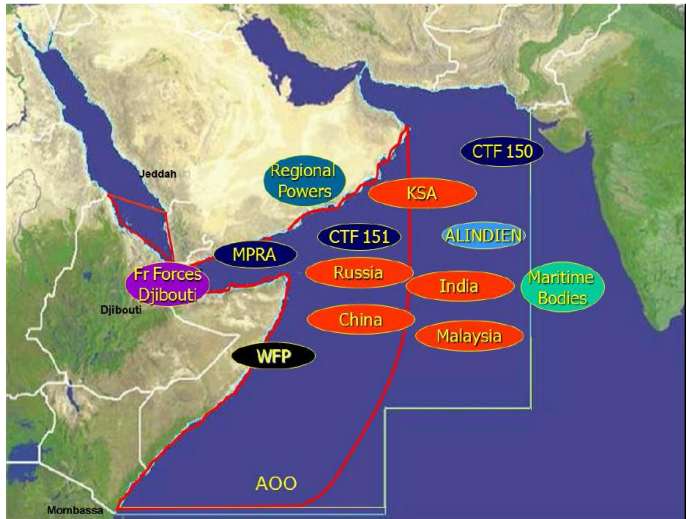 CTF 150
Jeddah
Regional
Powers
KSA
CTF 151
ALINDIEN
MPRA
Fr Forces
Djibouti
Russia
India
Maritime
Bodies
Djibouti
China
Malaysia
WFP
AOO
Mombassa